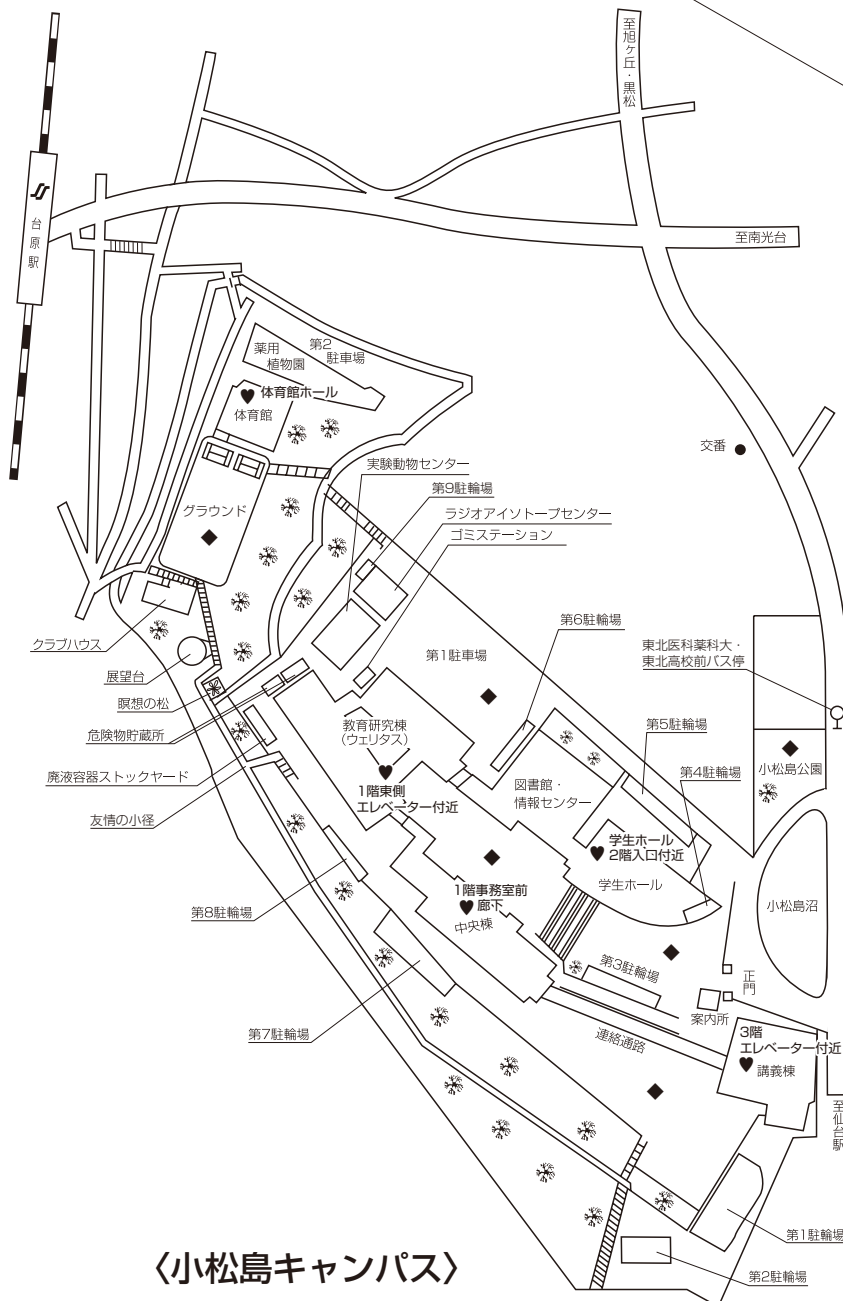 至旭ヶ丘・黒松
台原駅
至南光台
薬用
植物園
第2
駐車場
体育館ホール
体育館
交番
実験動物センター
第9駐輪場
グラウンド
ラジオアイソトープセンター
ゴミステーション
第6駐輪場
クラブハウス
第1駐車場
東北医科薬科大・
東北高校前バス停
展望台
瞑想の松
第5駐輪場
危険物貯蔵所
教育研究棟
(ウェリタス)
第4駐輪場
小松島公園
廃液容器ストックヤード
図書館・
情報センター
1階東側
エレベーター付近
友情の小径
学生ホール
2階入口付近
学生ホール
1階事務室前
廊下
中央棟
第8駐輪場
小松島沼
第3駐輪場
正門
案内所
第7駐輪場
連絡通路
3階
エレベーター付近
講義棟
至仙台駅
第1駐輪場
第2駐輪場
〈小松島キャンパス〉